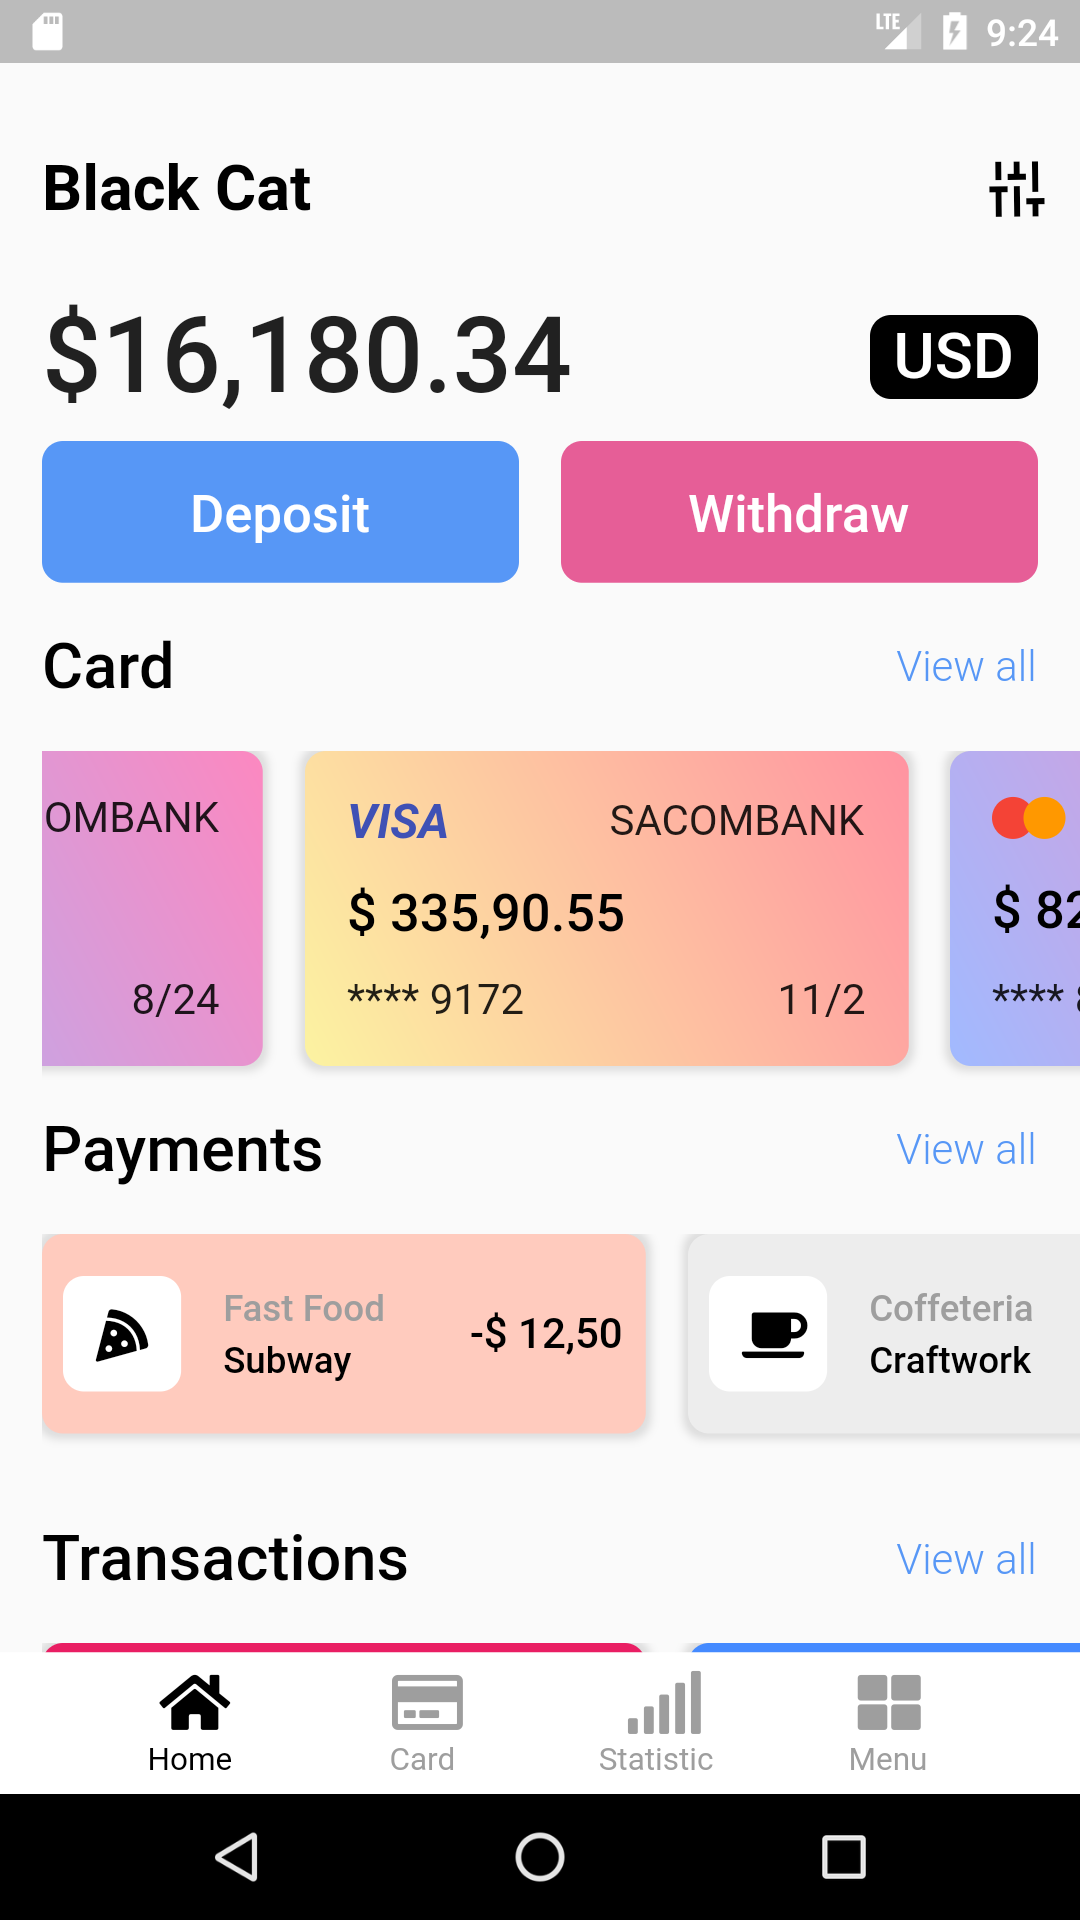 LTE 9:24
Black Cat
$16,180.34 USD
Deposit Withdraw
Card View all
OMBANK VISA SACOMBANK
$ 335,90.55 $ 82
8/24 **** 9172 11/2 ****
Payments View all
Fast Food
Subway
-$ 12,50
Coffeteria
Craftwork
Transactions View all
Home Card Statistic Menu